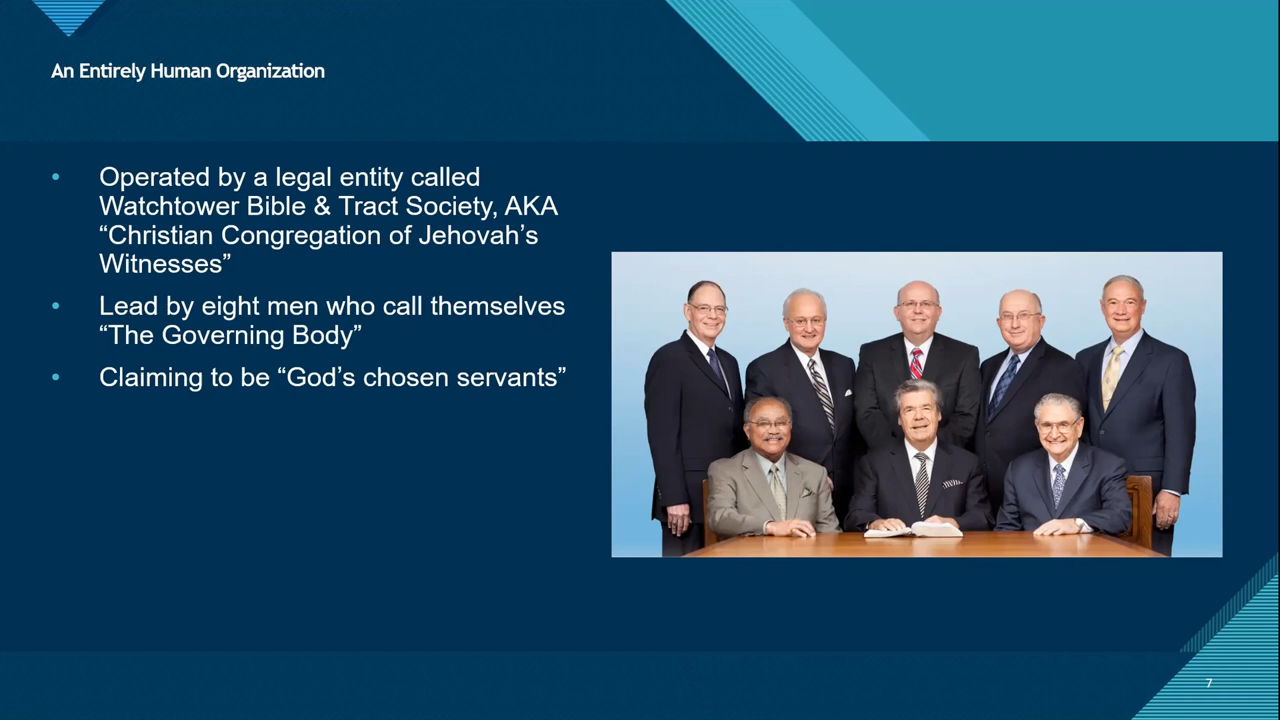 An Entirely Human Organization
• Operated by a legal entity called
Watchtower Bible & Tract Society, AKA
“Christian Congregation of Jehovah’s
Witnesses”
• Lead by eight men who call themselves
“The Governing Body”
• Claiming to be “God’s chosen servants”
7